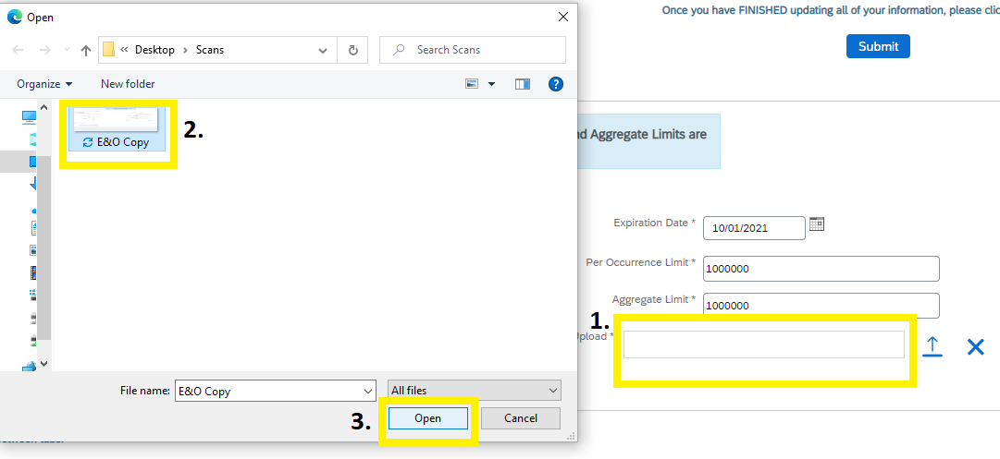 Open
Once you have FINISHED updating all of your information, please clic
Submit
« Desktop › Scans
Search Scans
Organize
New folder
?
E&O Copy
2.
nd Aggregate Limits are
Expiration Date *
10/01/2021
Per Occurrence Limit *
1000000
Aggregate Limit *
1000000
1.
Upload *
File name:
E&O Copy
All files
3.
Open
Cancel